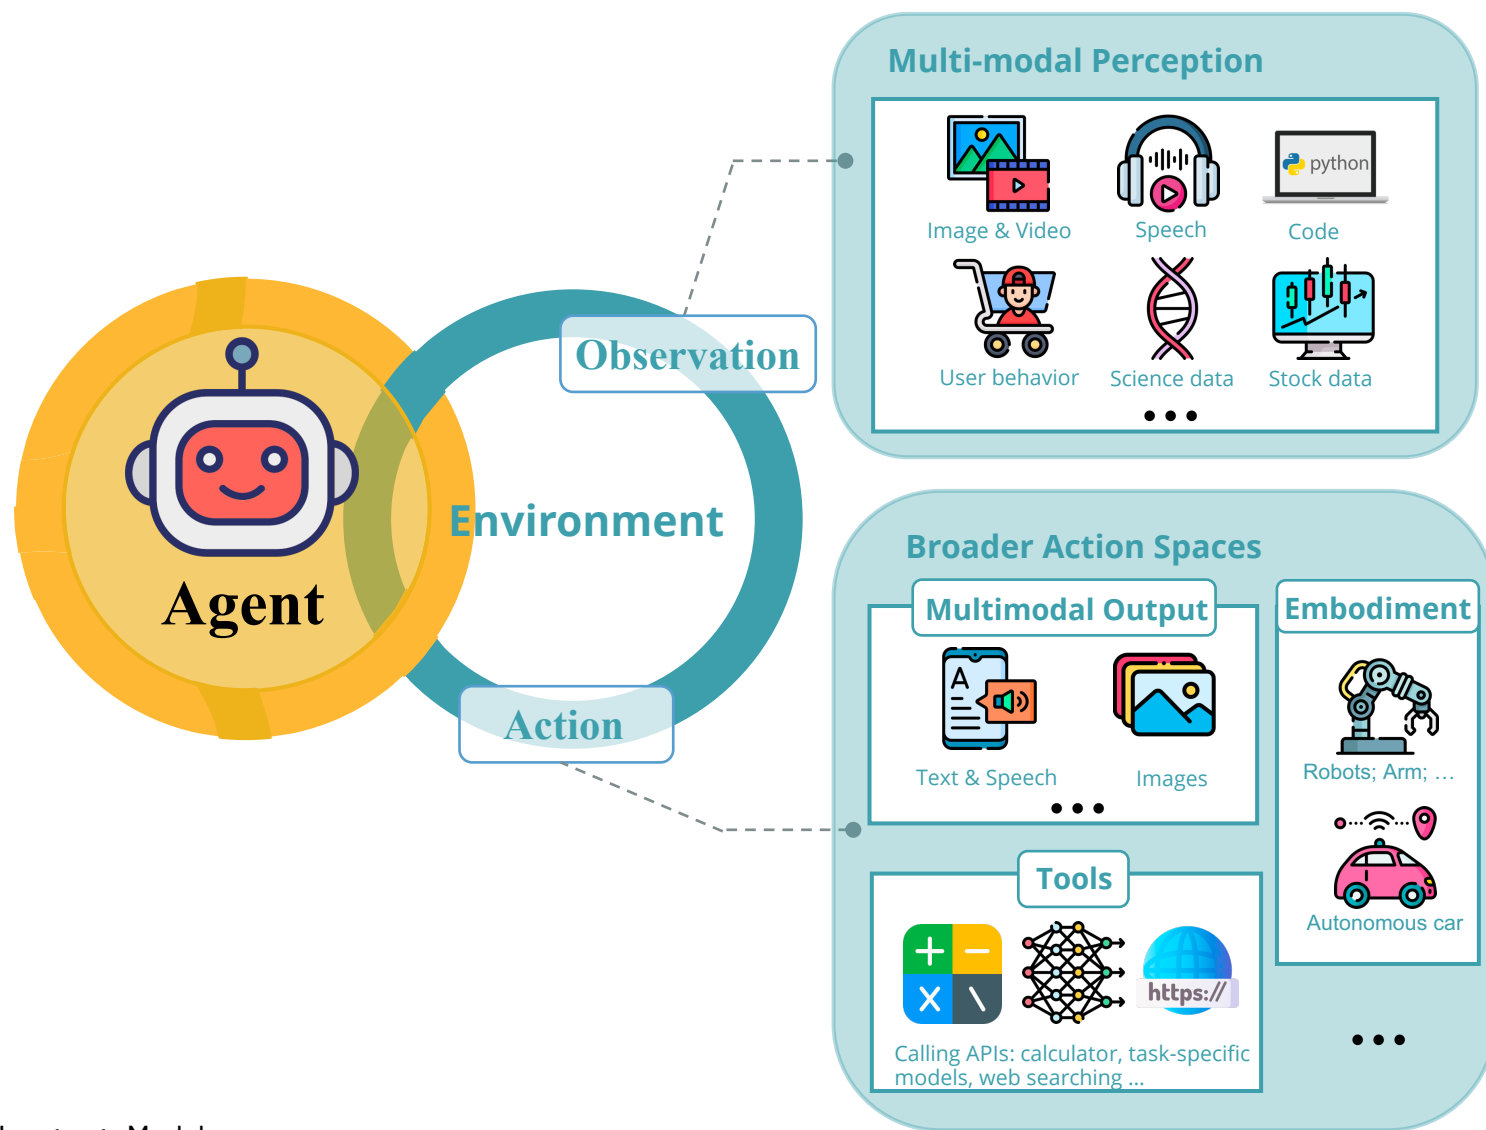 Multi-modal Perception
python
Image & Video
Speech
Code
User behavior
Science data
Stock data
Observation
Environment
Agent
Action
Broader Action Spaces
Multimodal Output
Embodiment
A
Text & Speech
Images
Robots; Arm; …
Autonomous car
Tools
https://
Calling APIs: calculator, task-specific
models, web searching ...